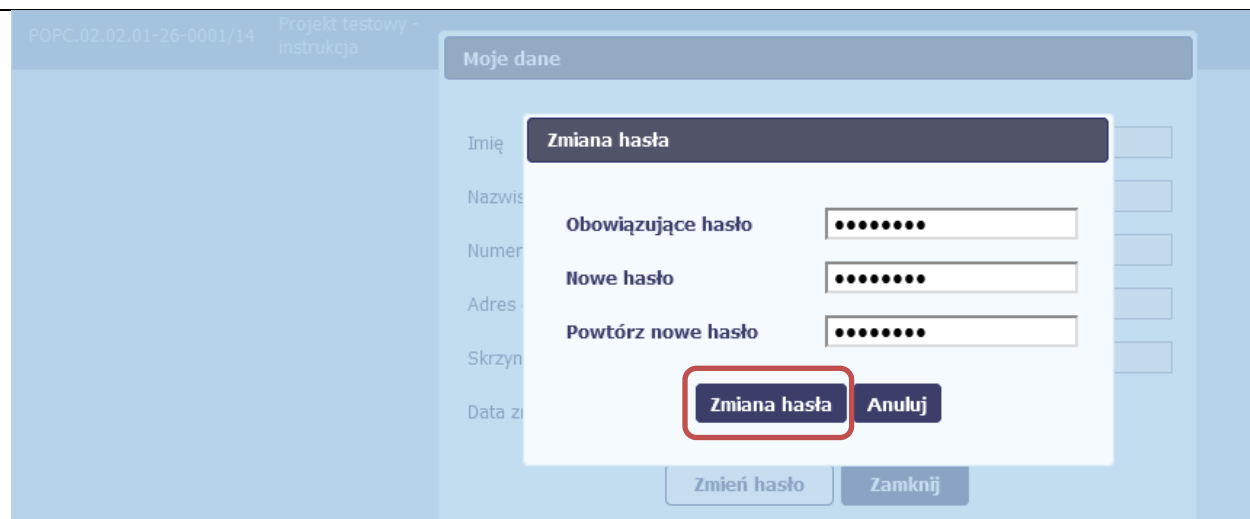 POPC.02.02.01-26-0001/14
Projekt testowy -
instrukcja
Moje dane
Imię
Zmiana hasła
Nazwis
Obowiązujące hasło
Numer
Nowe hasło
Adres
Powtórz nowe hasło
Skrzyn
Zmiana hasła Anuluj
Data zr
Zmień hasło Zamknij